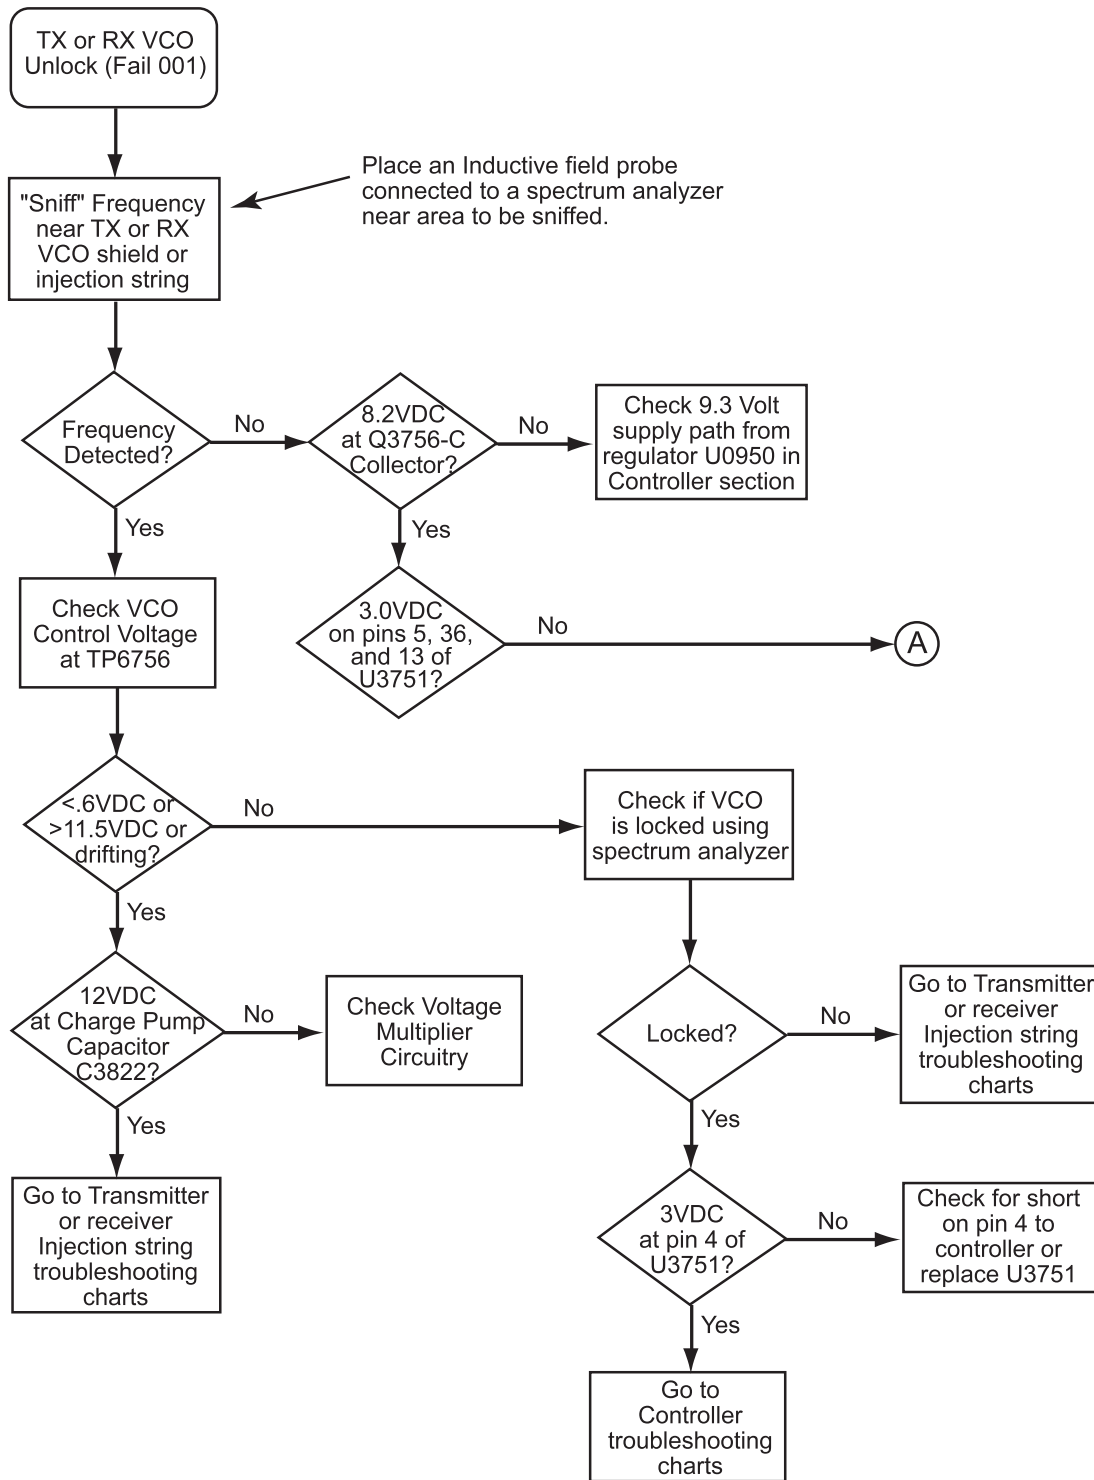 TX or RX VCO
Unlock (Fail 001)
Place an Inductive field probe
connected to a spectrum analyzer
near area to be sniffed.
"Sniff" Frequency
near TX or RX
VCO shield or
injection string
Frequency
Detected?
No
8.2VDC
at Q3756-C
Collector?
No
Check 9.3 Volt
supply path from
regulator U0950 in
Controller section
Yes
Yes
Check VCO
Control Voltage
at TP6756
3.0VDC
on pins 5, 36,
and 13 of
U3751?
No
A
<.6VDC or
>11.5VDC or
drifting?
No
Check if VCO
is locked using
spectrum analyzer
Yes
12VDC
at Charge Pump
Capacitor
C3822?
No
Check Voltage
Multiplier
Circuitry
Locked?
No
Go to Transmitter
or receiver
Injection string
troubleshooting
charts
Yes
Yes
Go to Transmitter
or receiver
Injection string
troubleshooting
charts
3VDC
at pin 4 of
U3751?
No
Check for short
on pin 4 to
controller or
replace U3751
Yes
Go to
Controller
troubleshooting
charts